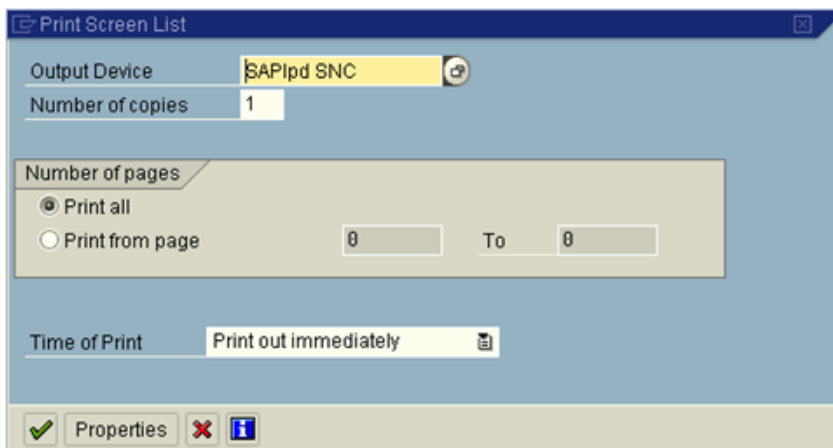 Print Screen List
Output Device SAPlpd SNC
Number of copies 1
Number of pages
Print all
Print from page 0 To 0
Time of Print Print out immediately
Properties